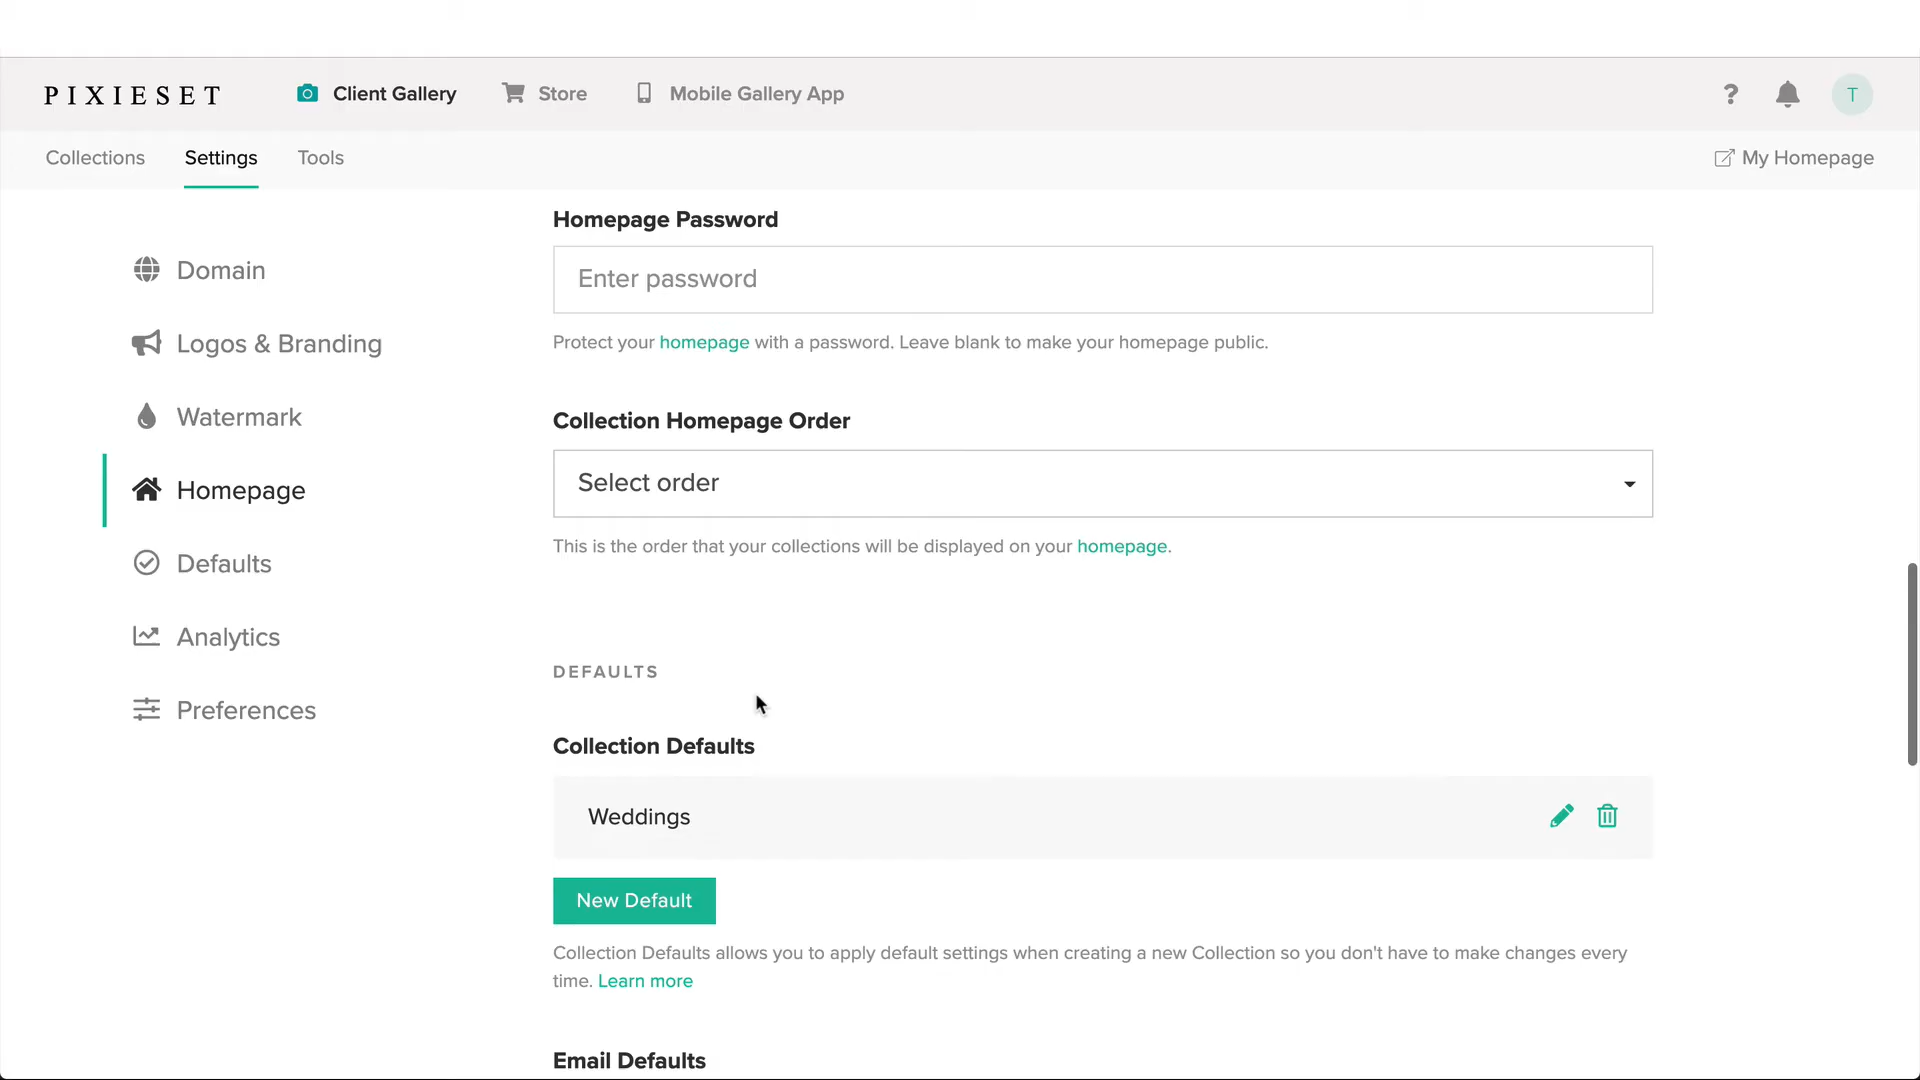 PIXIESET
Client Gallery
Store
Mobile Gallery App
?
T
Collections
Settings
Tools
My Homepage
Domain
Logos & Branding
Watermark
Homepage
Defaults
Analytics
Preferences
Homepage Password
Enter password
Protect your homepage with a password. Leave blank to make your homepage public.
Collection Homepage Order
Select order
This is the order that your collections will be displayed on your homepage.
DEFAULTS
Collection Defaults
Weddings
New Default
Collection Defaults allows you to apply default settings when creating a new Collection so you don't have to make changes every
time. Learn more
Email Defaults